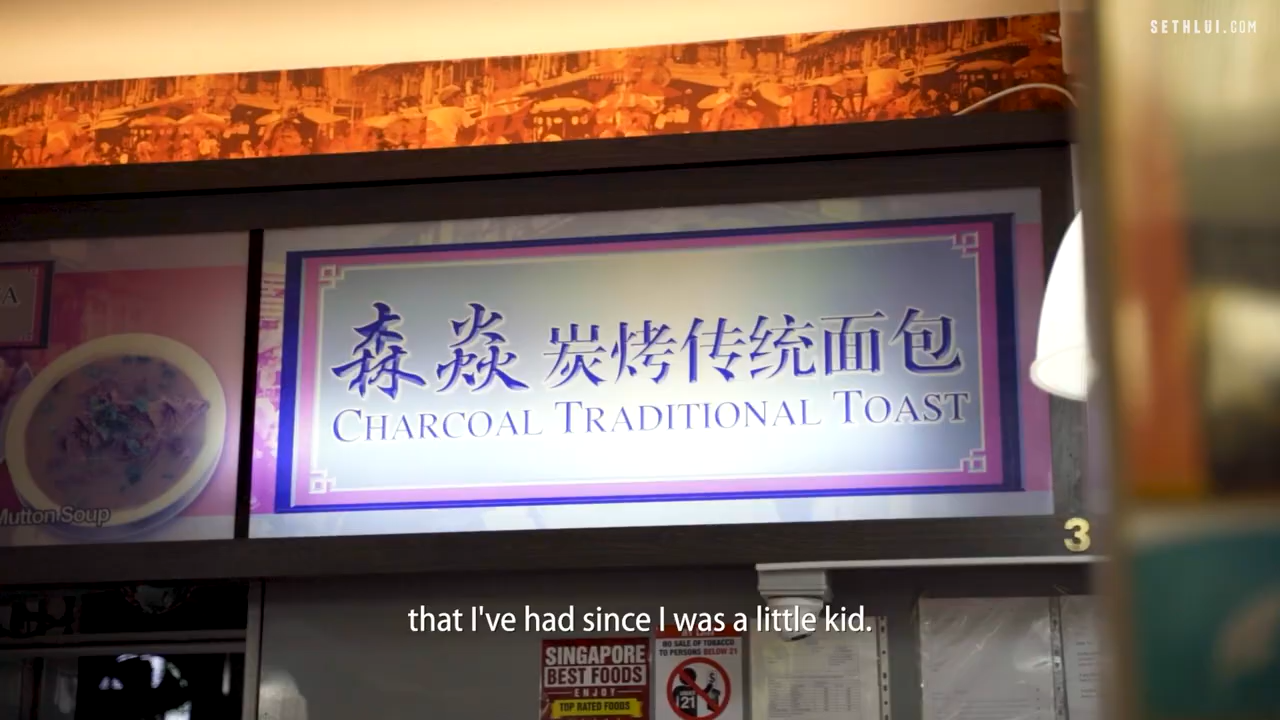 SETHLUI.COM
森焱 炭烤传统面包
CHARCOAL TRADITIONAL TOAST
Mutton Soup
3
that I've had since I was a little kid.
SINGAPORE
BEST FOODS
ENJOY
TOP RATED FOODS
NO SALE OF TOBACCO
TO PERSONS BELOW 21
UNDER
21